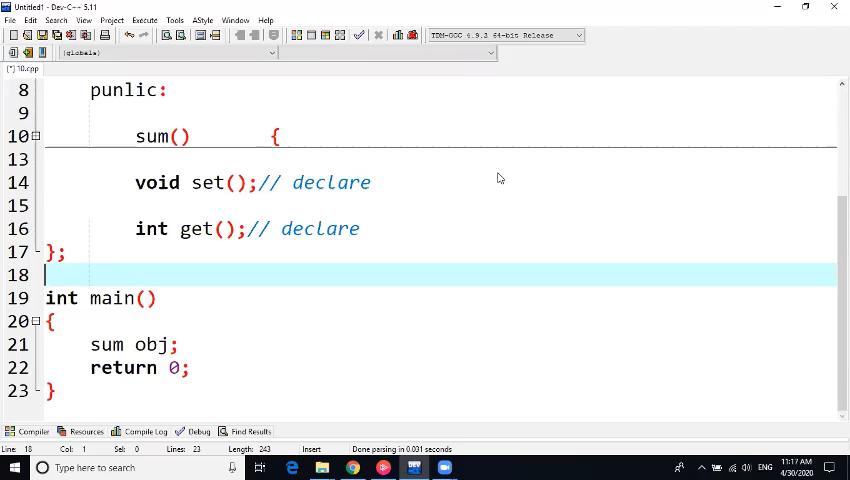 Untitled1 - Dev-C++ 5.11
File Edit Search View Project Execute Tools AStyle Window Help
TDM-GCC 4.9.2 64-bit Release
(globals)
[*] 10.cpp
8 punlic:
9
10 sum() {
13
14 void set();// declare
15
16 int get();// declare
17 };
18
19 int main()
20 {
21 sum obj;
22 return 0;
23 }
Compiler Resources Compile Log Debug Find Results
Line: 18 Col: 1 Sel: 0 Lines: 23 Length: 243 Insert Done parsing in 0.031 seconds
Type here to search
DEV
ENG
11:17 AM
4/30/2020